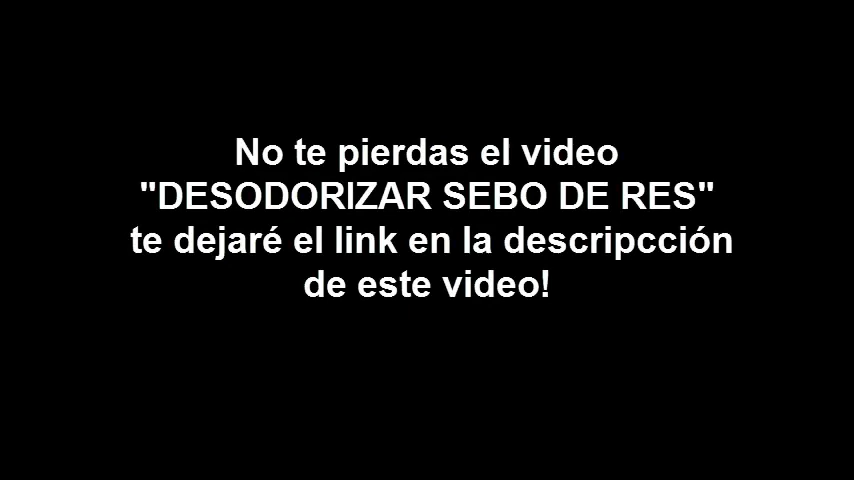 No te pierdas el video
"DESODORIZAR SEBO DE RES"
te dejaré el link en la descripcción
de este video!